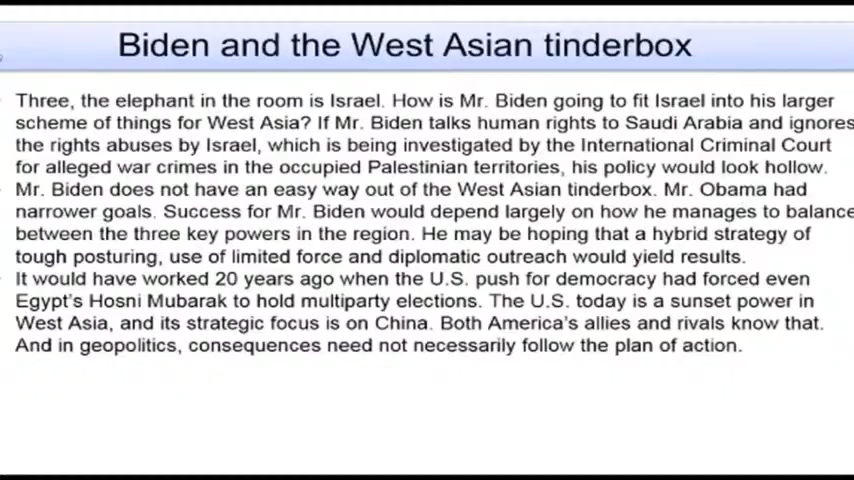 Biden and the West Asian tinderbox
Three, the elephant in the room is Israel. How is Mr. Biden going to fit Israel into his larger
scheme of things for West Asia? If Mr. Biden talks human rights to Saudi Arabia and ignores
the rights abuses by Israel, which is being investigated by the International Criminal Court
for alleged war crimes in the occupied Palestinian territories, his policy would look hollow.
Mr. Biden does not have an easy way out of the West Asian tinderbox. Mr. Obama had
narrower goals. Success for Mr. Biden would depend largely on how he manages to balance
between the three key powers in the region. He may be hoping that a hybrid strategy of
tough posturing, use of limited force and diplomatic outreach would yield results.
It would have worked 20 years ago when the U.S. push for democracy had forced even
Egypt's Hosni Mubarak to hold multiparty elections. The U.S. today is a sunset power in
West Asia, and its strategic focus is on China. Both America's allies and rivals know that.
And in geopolitics, consequences need not necessarily follow the plan of action.